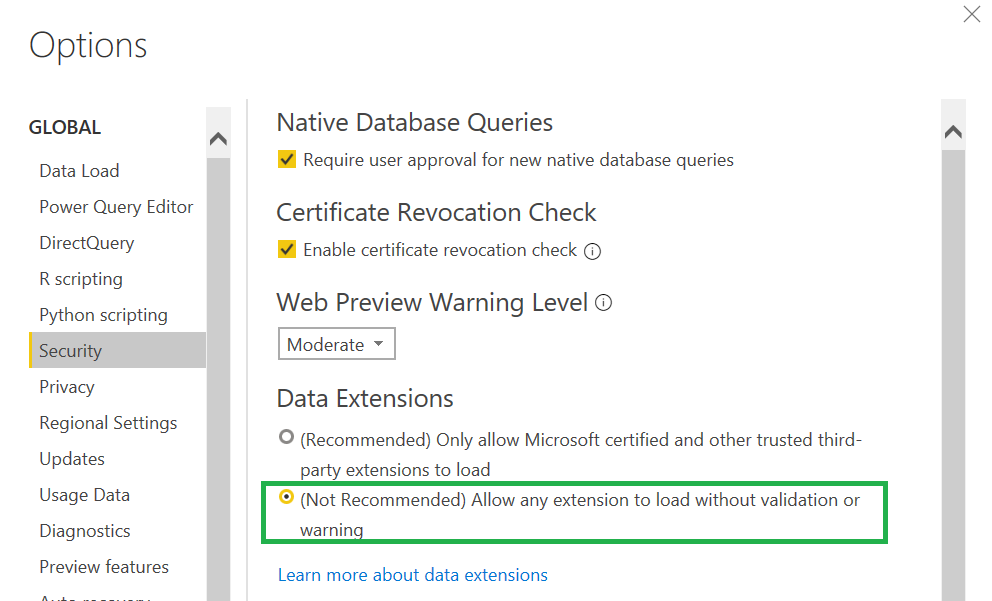 Options
GLOBAL
Data Load
Power Query Editor
DirectQuery
R scripting
Python scripting
Security
Privacy
Regional Settings
Updates
Usage Data
Diagnostics
Preview features
Auto recovery
Native Database Queries
Require user approval for new native database queries
Certificate Revocation Check
Enable certificate revocation check
Web Preview Warning Level
Moderate
Data Extensions
(Recommended) Only allow Microsoft certified and other trusted third-
party extensions to load
(Not Recommended) Allow any extension to load without validation or
warning
Learn more about data extensions